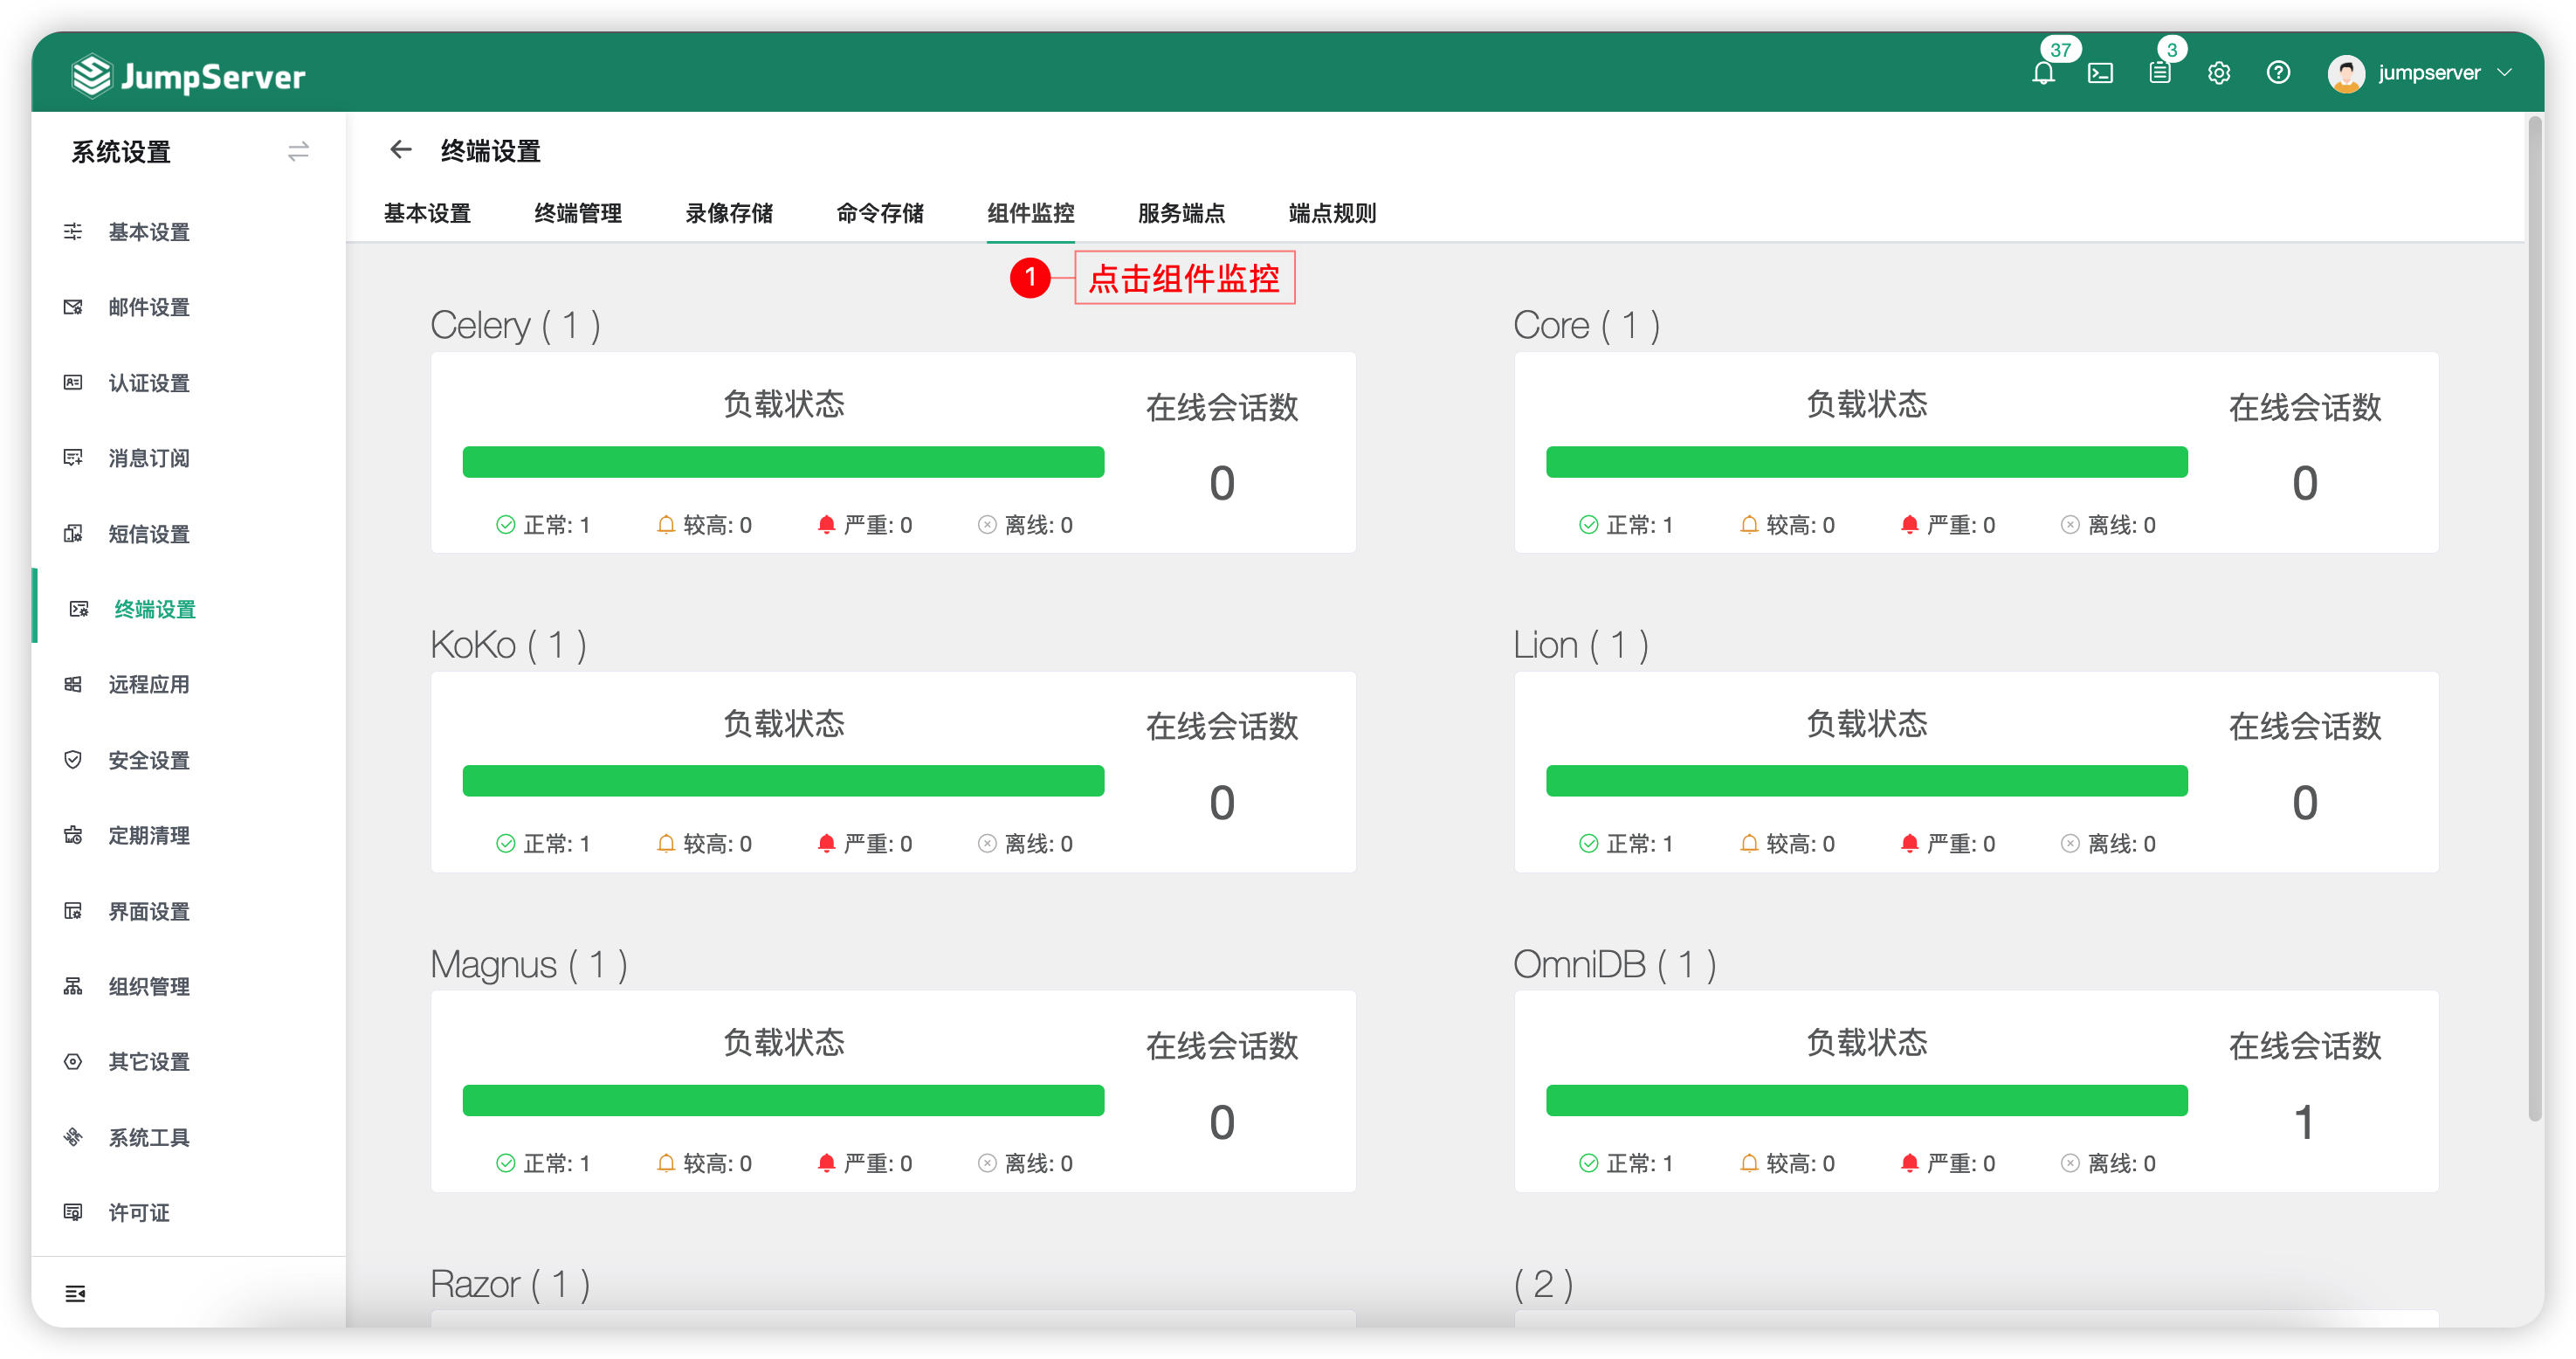 JumpServer
37
3
jumpserver
系统设置
基本设置
邮件设置
认证设置
消息订阅
短信设置
终端设置
远程应用
安全设置
定期清理
界面设置
组织管理
其它设置
系统工具
许可证
终端设置
基本设置 终端管理 录像存储 命令存储 组件监控 服务端点 端点规则
1 点击组件监控
Celery ( 1 )
负载状态 在线会话数
0
正常: 1 较高: 0 严重: 0 离线: 0
Core ( 1 )
负载状态 在线会话数
0
正常: 1 较高: 0 严重: 0 离线: 0
KoKo ( 1 )
负载状态 在线会话数
0
正常: 1 较高: 0 严重: 0 离线: 0
Lion ( 1 )
负载状态 在线会话数
0
正常: 1 较高: 0 严重: 0 离线: 0
Magnus ( 1 )
负载状态 在线会话数
0
正常: 1 较高: 0 严重: 0 离线: 0
OmniDB ( 1 )
负载状态 在线会话数
1
正常: 1 较高: 0 严重: 0 离线: 0
Razor ( 1 )
( 2 )